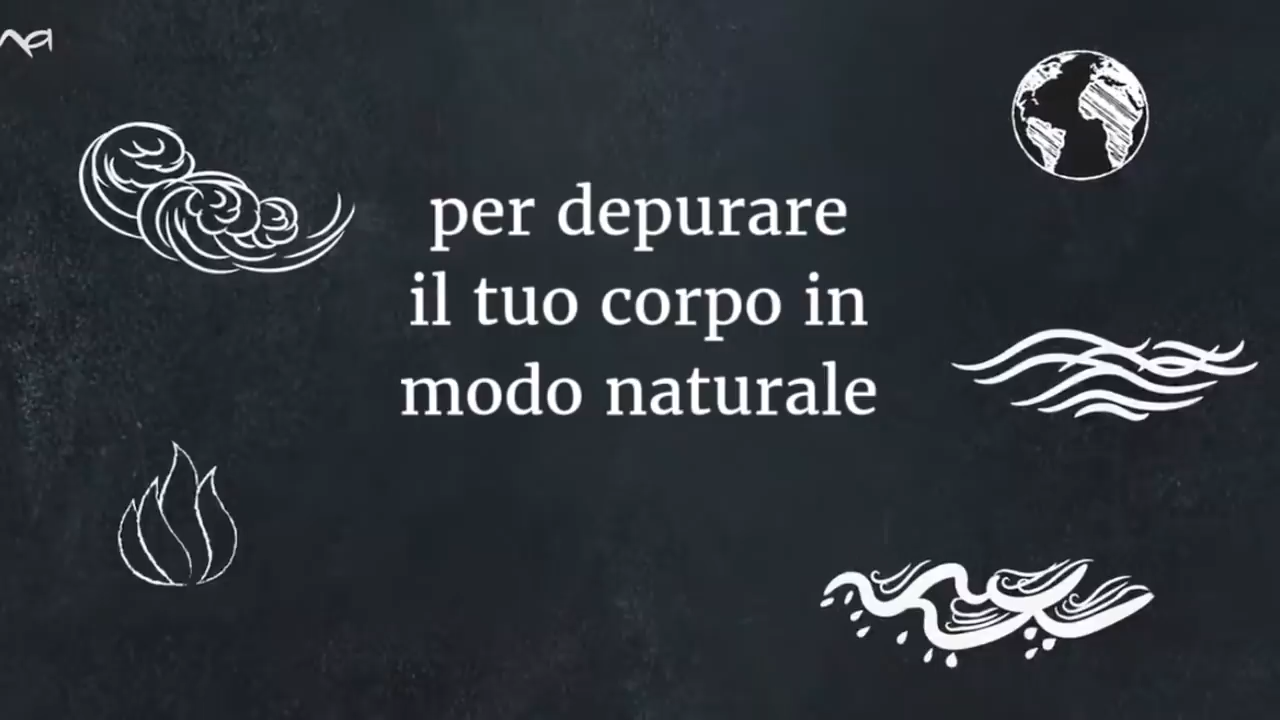 per depurare
il tuo corpo in
modo naturale